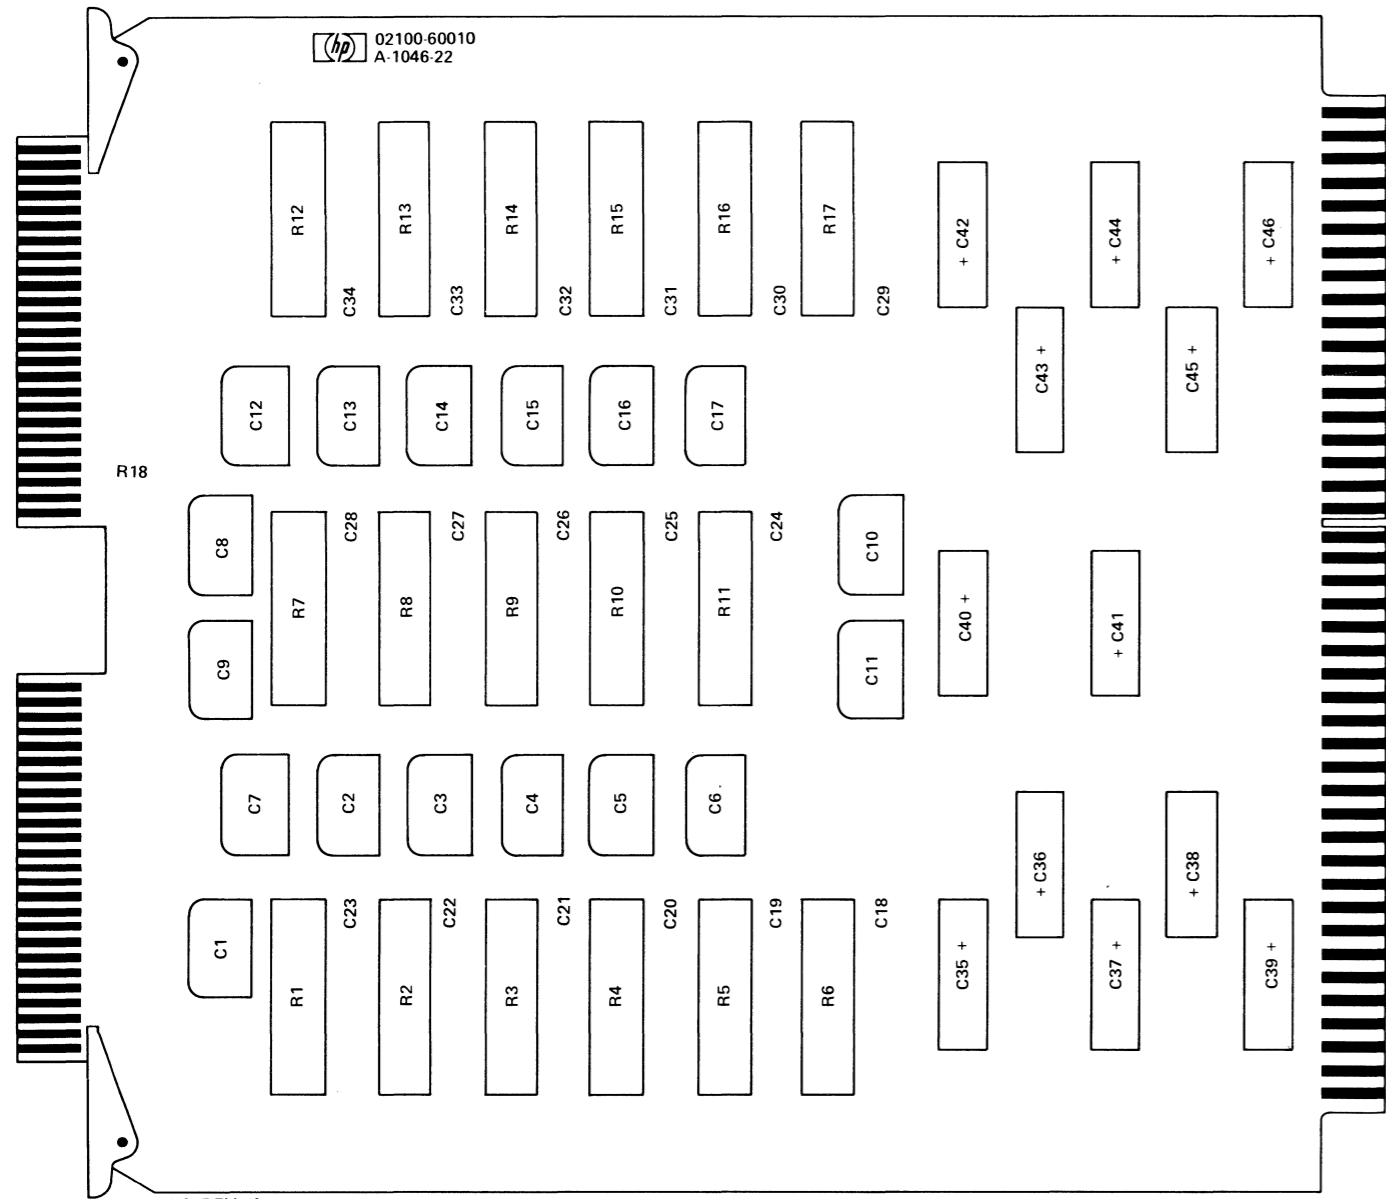 hp 02100-60010
A-1046-22
R12
R13
R14
R15
R16
R17
+ C42
+ C44
+ C46
C34
C33
C32
C31
C30
C29
C43 +
C45 +
C12
C13
C14
C15
C16
C17
R18
C8
C28
C27
C26
C25
C24
C10
R7
R8
R9
R10
R11
C40 +
+ C41
C9
C11
C7
C2
C3
C4
C5
C6
+ C36
+ C38
C1
C23
C22
C21
C20
C19
C18
R1
R2
R3
R4
R5
R6
C35 +
C37 +
C39 +